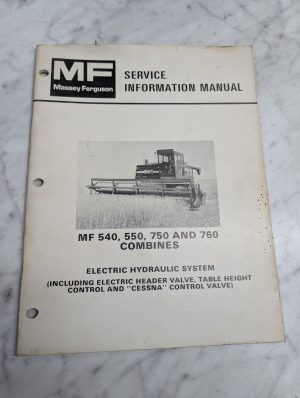 MF
Massey Ferguson
SERVICE
INFORMATION MANUAL
MF 540, 550, 750 AND 760
COMBINES
ELECTRIC HYDRAULIC SYSTEM
(INCLUDING ELECTRIC HEADER VALVE, TABLE HEIGHT
CONTROL AND "CESSNA" CONTROL VALVE)